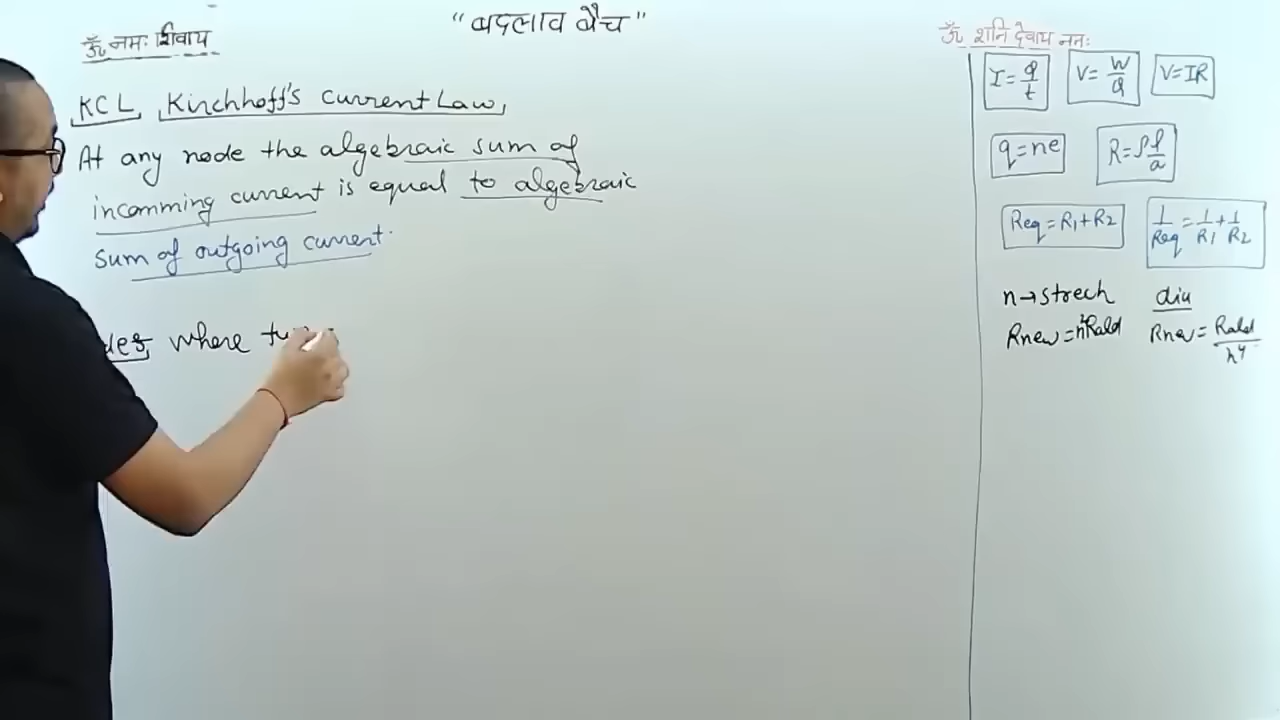 "बदलाव बैच"
ॐ नमः शिवाय
KCL, Kirchhoff's Current Law,
At any node the algebraic sum of
incomming current is equal to algebraic
sum of outgoing current.
where
ॐ शनि देवाय नमः
I = q/t V = W/Q V = IR
q = ne R = ρl/a
Req = R1 + R2 1/Req = 1/R1 + 1/R2
n → strech dia
Rnew = n²Rold Rnew = Rold/n⁴